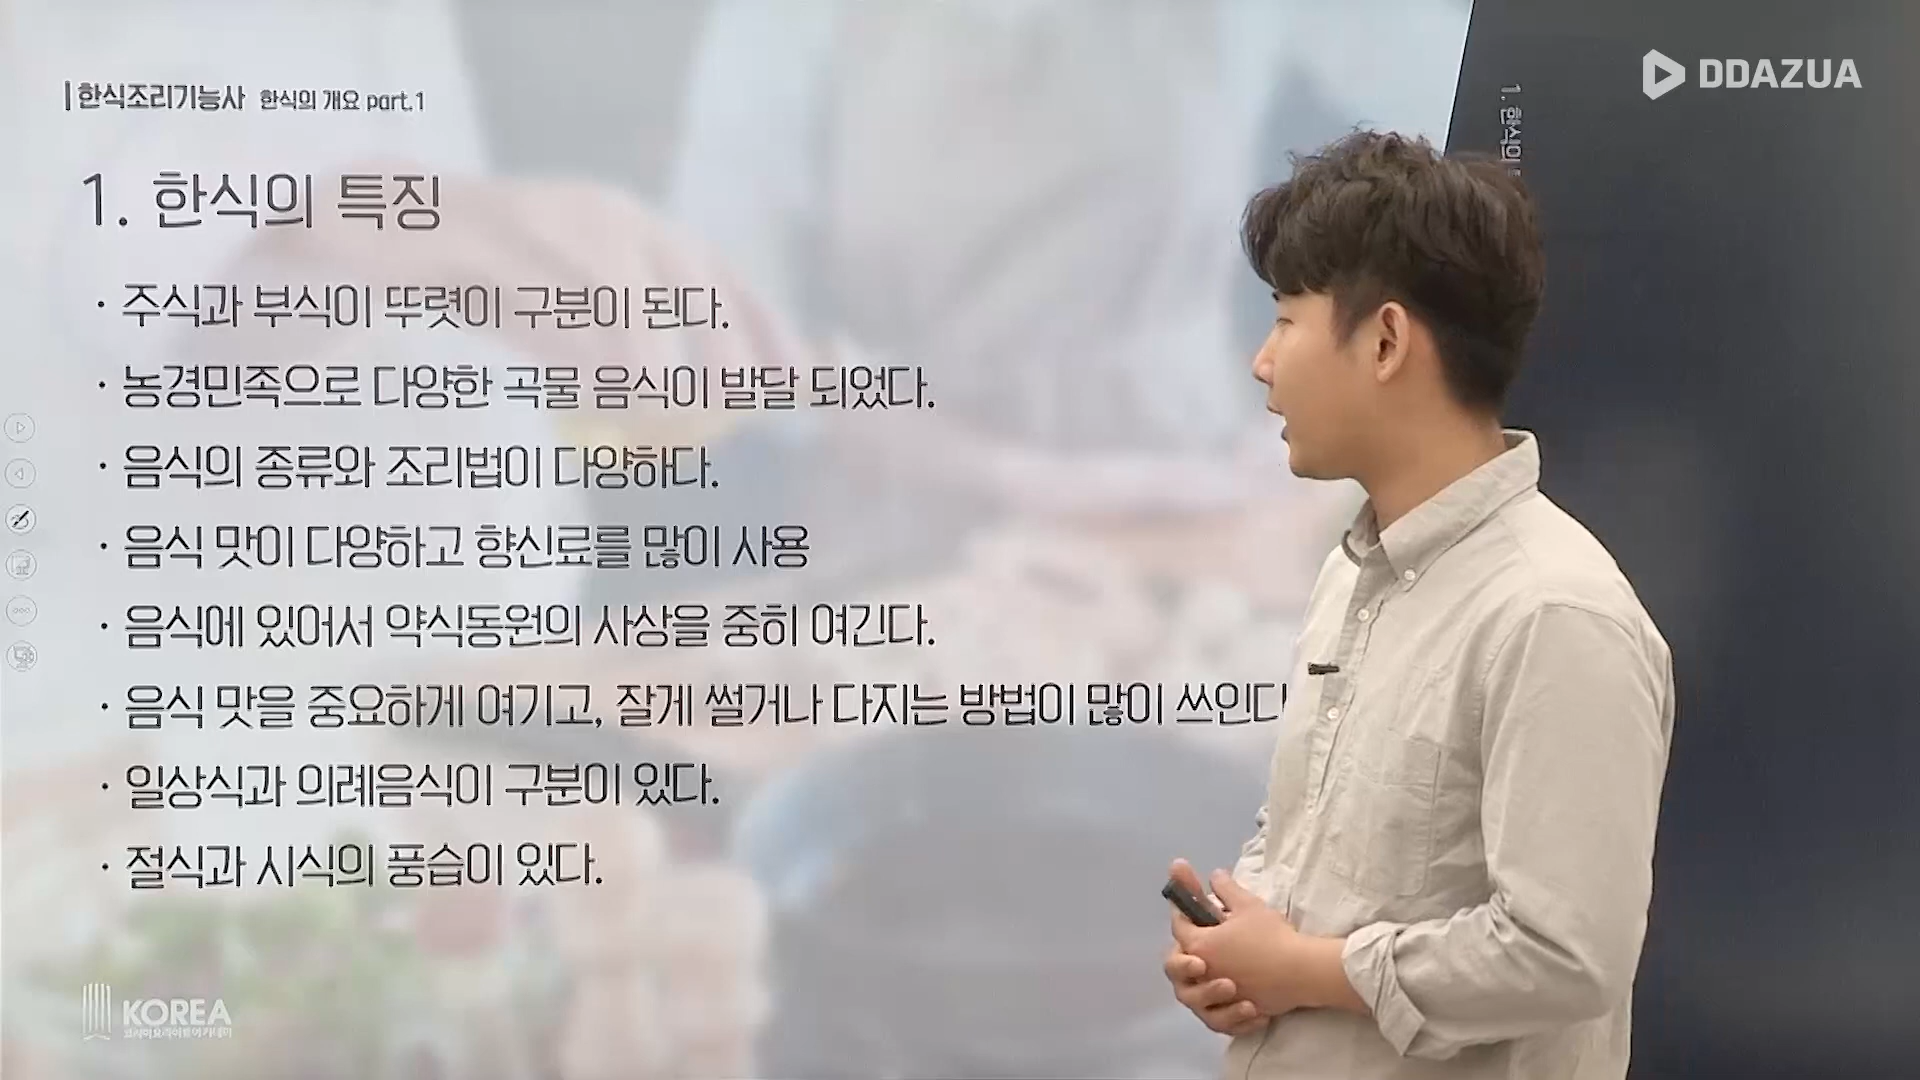 한식조리기능사 한식의 개요 part.1
DDAZUA
1. 한식의 특징
· 주식과 부식이 뚜렷이 구분이 된다.
· 농경민족으로 다양한 곡물 음식이 발달 되었다.
· 음식의 종류와 조리법이 다양하다.
· 음식 맛이 다양하고 향신료를 많이 사용
· 음식에 있어서 약식동원의 사상을 중히 여긴다.
· 음식 맛을 중요하게 여기고, 잘게 썰거나 다지는 방법이 많이 쓰인다
· 일상식과 의례음식이 구분이 있다.
· 절식과 시식의 풍습이 있다.
1. 한식의
KOREA